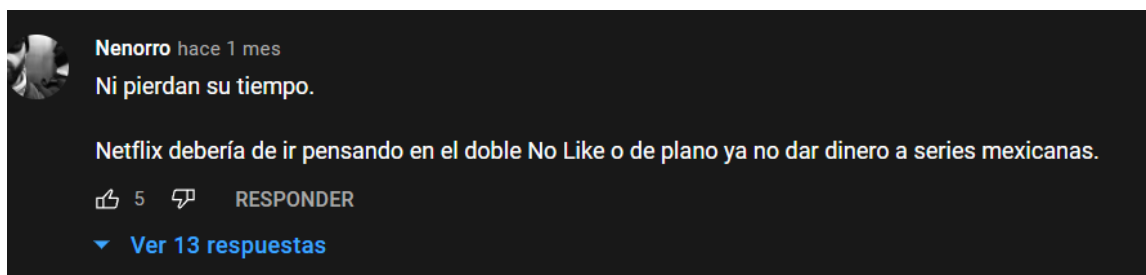 Nenorro hace 1 mes
Ni pierdan su tiempo.
Netflix debería de ir pensando en el doble No Like o de plano ya no dar dinero a series mexicanas.
5 RESPONDER
Ver 13 respuestas